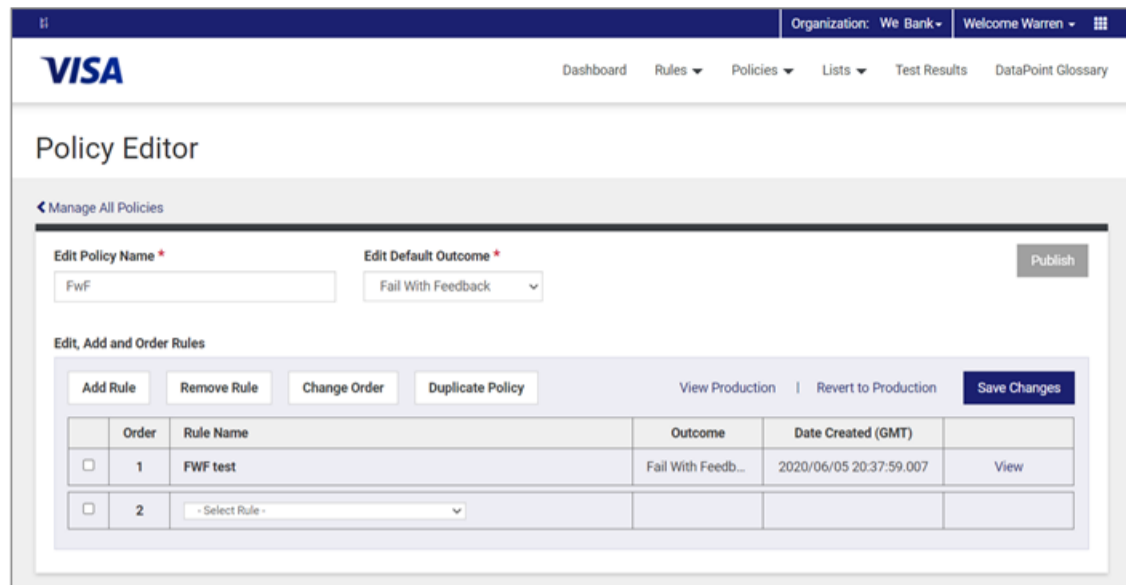 Organization: We Bank Welcome Warren
VISA Dashboard Rules Policies Lists Test Results DataPoint Glossary
Policy Editor
Manage All Policies
Edit Policy Name * Edit Default Outcome * Publish
FwF Fail With Feedback
Edit, Add and Order Rules
Add Rule Remove Rule Change Order Duplicate Policy View Production | Revert to Production Save Changes
Order Rule Name Outcome Date Created (GMT)
1 FWF test Fail With Feedb... 2020/06/05 20:37:59.007 View
2 - Select Rule -